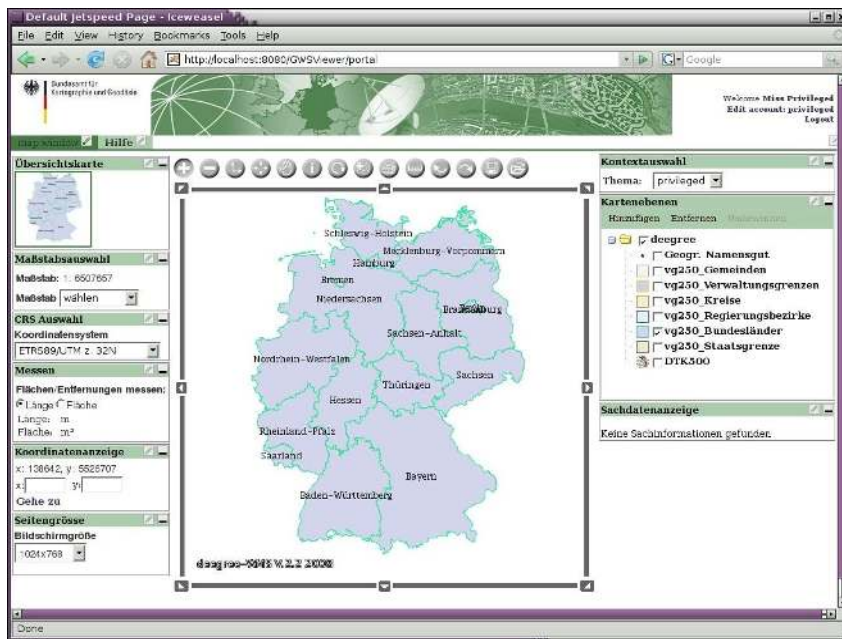 Default Jetspeed Page - Iceweasel
File Edit View History Bookmarks Tools Help
http://localhost:8080/GWSViewer/portal
Google
Bundesamt für
Kartographie und Geodäsie
Welcome Miss Privileged
Edit account: privileged
Logout
map window Hilfe
Übersichtskarte
Maßstabsauswahl
Maßstab: 1: 6507657
Maßstab wählen
CRS Auswahl
Koordinatensystem
ETRS89/UTM z. 32N
Messen
Flächen/Entfernungen messen:
Länge Fläche
Länge: m
Fläche: m²
Koordinatenanzeige
x: 138642, y: 5526707
x: y:
Gehe zu
Seitengrösse
Bildschirmgröße
1024x768
Schleswig-Holstein
Mecklenburg-Vorpommern
Hamburg
Bremen
Niedersachsen
Brandenburg
Berlin
Sachsen-Anhalt
Nordrhein-Westfalen
Thüringen
Sachsen
Hessen
Rheinland-Pfalz
Saarland
Bayern
Baden-Württemberg
deegree-WMS V. 2.2 2008
Kontextauswahl
Thema: privileged
Kartenebenen
Hinzufügen Entfernen
deegree
Geogr. Namensgut
vg250_Gemeinden
vg250_Verwaltungsgrenzen
vg250_Kreise
vg250_Regierungsbezirke
vg250_Bundesländer
vg250_Staatsgrenze
DTK500
Sachdatenanzeige
Keine Sachinformationen gefunden
Done